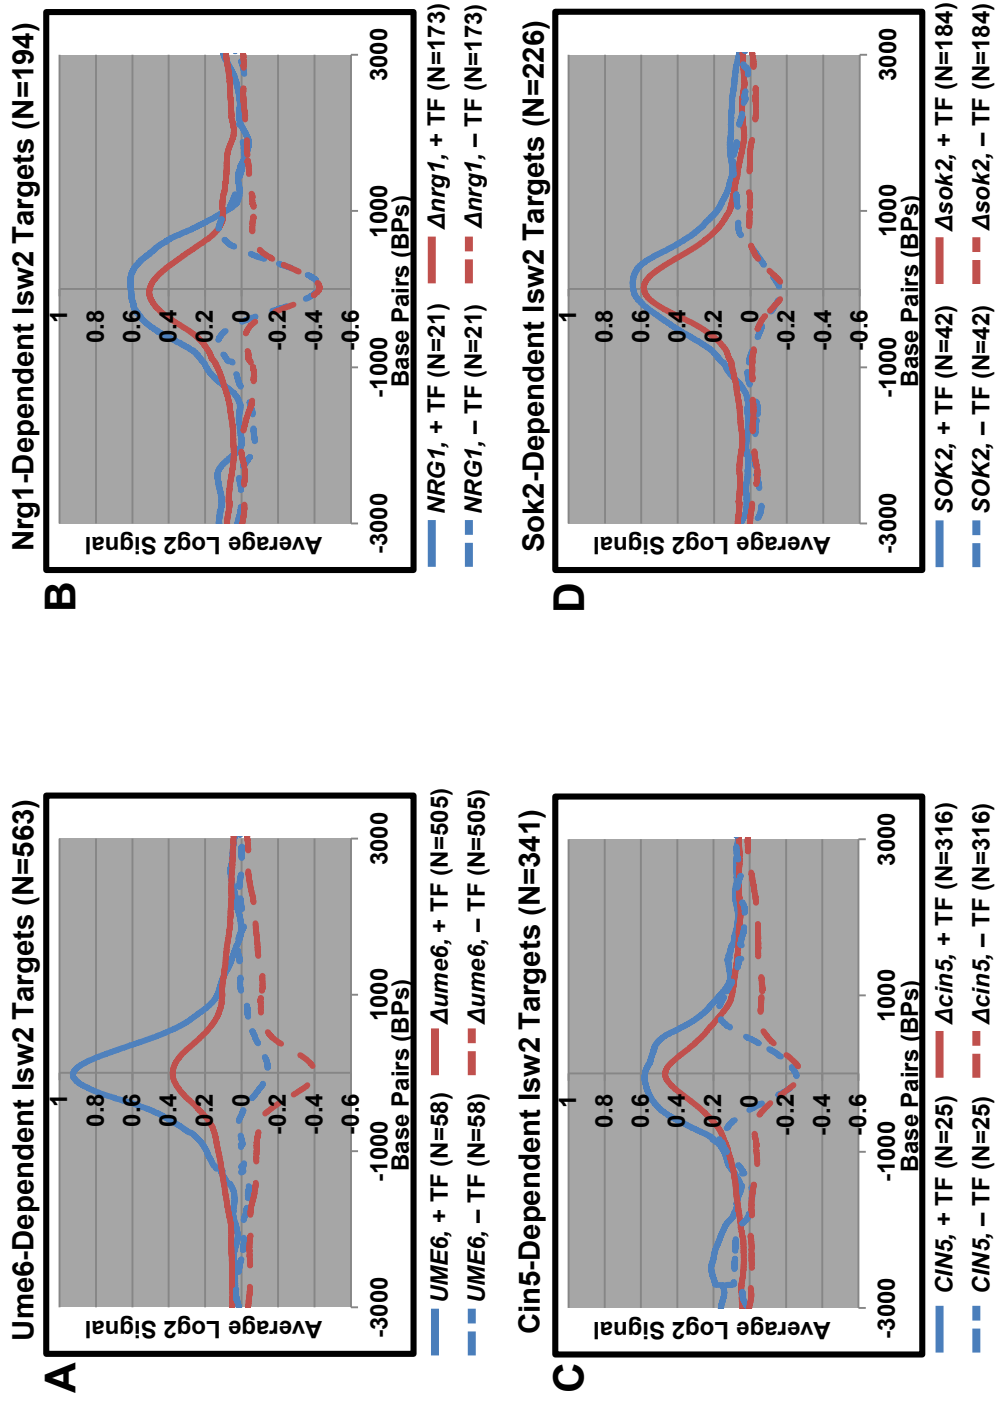 A
Ume6-Dependent Isw2 Targets (N=563)
Average Log2 Signal
1
0.8
0.6
0.4
0.2
0
-0.2
-0.4
-0.6
-3000
-1000
1000
3000
Base Pairs (BPs)
UME6, + TF (N=58)
Δume6, + TF (N=505)
UME6, – TF (N=58)
Δume6, – TF (N=505)
B
Nrg1-Dependent Isw2 Targets (N=194)
Average Log2 Signal
1
0.8
0.6
0.4
0.2
0
-0.2
-0.4
-0.6
-3000
-1000
1000
3000
Base Pairs (BPs)
NRG1, + TF (N=21)
Δnrg1, + TF (N=173)
NRG1, – TF (N=21)
Δnrg1, – TF (N=173)
C
Cin5-Dependent Isw2 Targets (N=341)
Average Log2 Signal
1
0.8
0.6
0.4
0.2
0
-0.2
-0.4
-0.6
-3000
-1000
1000
3000
Base Pairs (BPs)
CIN5, + TF (N=25)
Δcin5, + TF (N=316)
CIN5, – TF (N=25)
Δcin5, – TF (N=316)
D
Sok2-Dependent Isw2 Targets (N=226)
Average Log2 Signal
1
0.8
0.6
0.4
0.2
0
-0.2
-0.4
-0.6
-3000
-1000
1000
3000
Base Pairs (BPs)
SOK2, + TF (N=42)
Δsok2, + TF (N=184)
SOK2, – TF (N=42)
Δsok2, – TF (N=184)